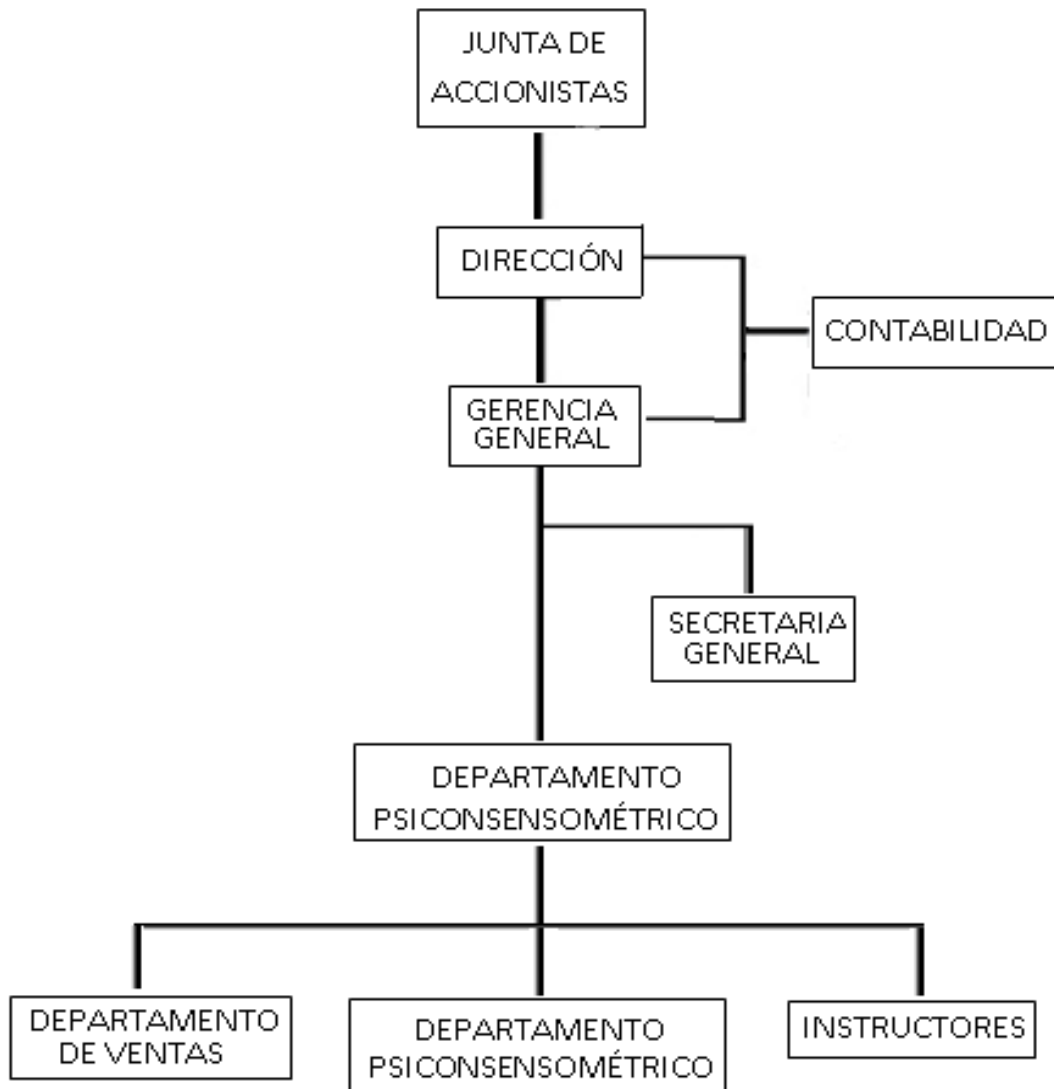 JUNTA DE
ACCIONISTAS
DIRECCIÓN
CONTABILIDAD
GERENCIA
GENERAL
SECRETARIA
GENERAL
DEPARTAMENTO
PSICONSENSOMÉTRICO
DEPARTAMENTO
DE VENTAS
DEPARTAMENTO
PSICONSENSOMÉTRICO
INSTRUCTORES